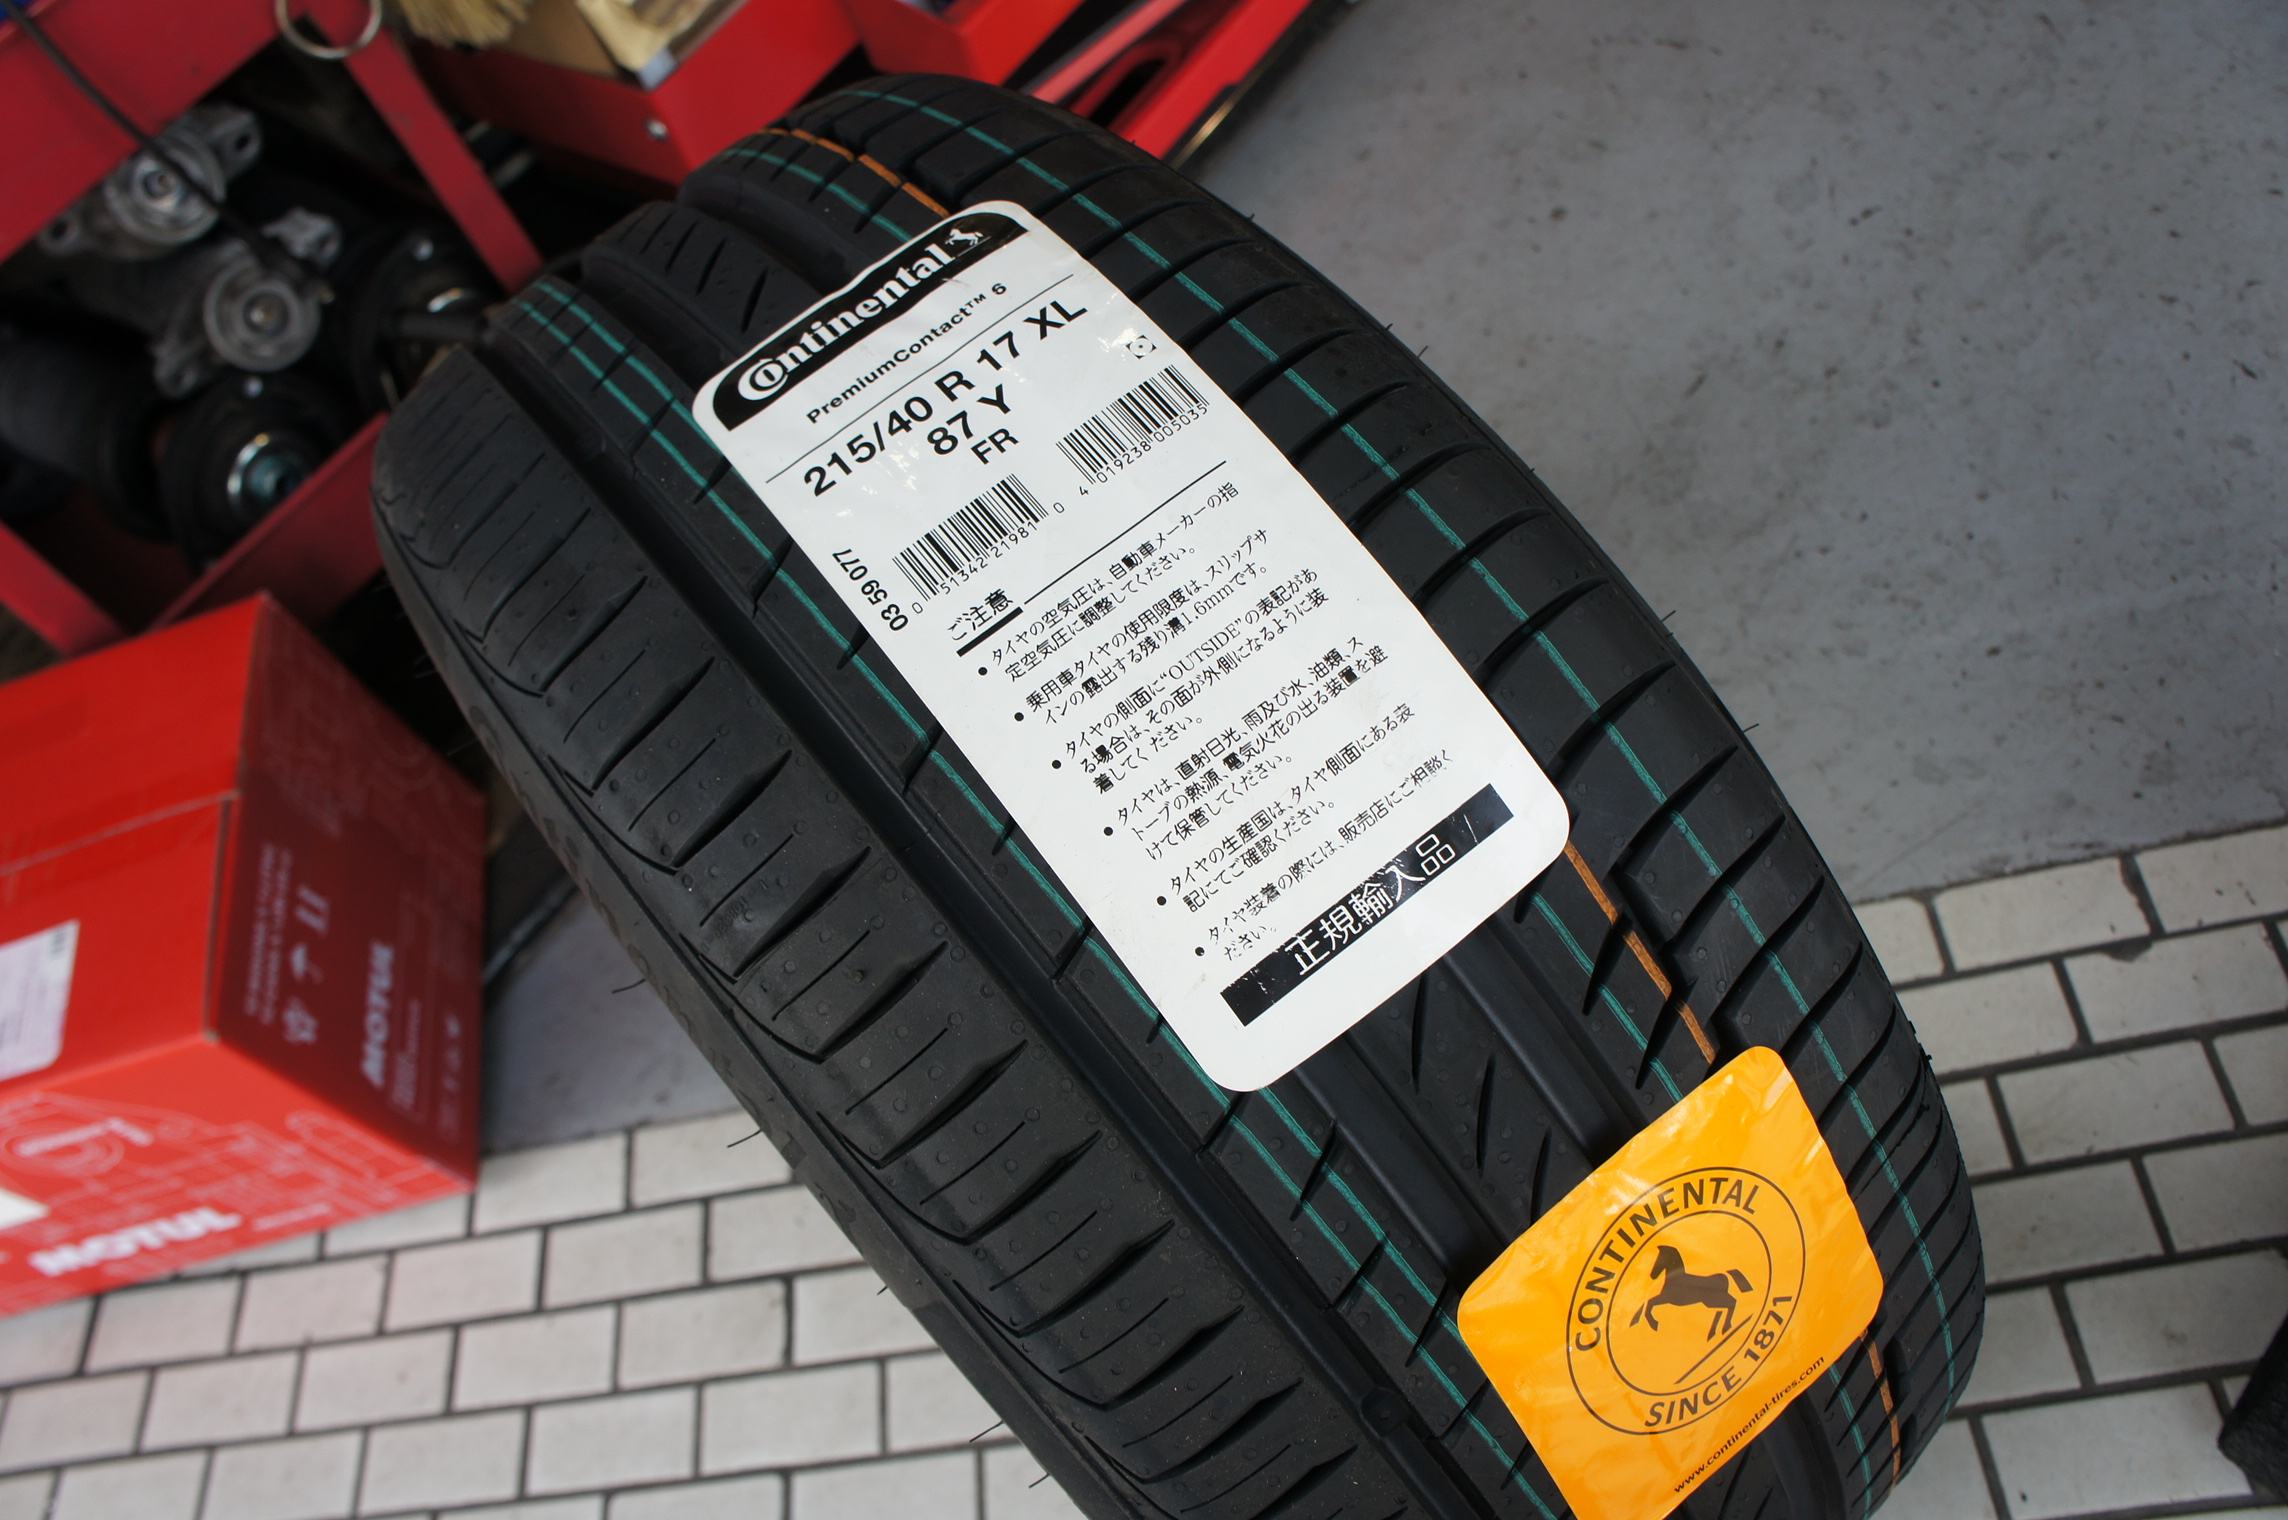 Continental
PremiumContact™ 6
215/40 R 17 XL
87 Y
FR
03 59 077
0 51342 21981 0
4 019238 005035
ご注意
• タイヤの空気圧は、自動車メーカーの指
定空気圧に調整してください。
• 乗用車タイヤの使用限度は、スリップサ
インの露出する残り溝1.6mmです。
• タイヤの側面に“OUTSIDE”の表記があ
る場合は、その面が外側になるように装
着してください。
• タイヤは、直射日光、雨及び水、油類、ス
トーブの熱源、電気火花の出る装置を避
けて保管してください。
• タイヤの生産国は、タイヤ側面にある表
記にてご確認ください。
• タイヤ装着の際には、販売店にご相談く
ださい。
正規輸入品
CONTINENTAL
SINCE 1871
www.continental-tires.com
MOTUL
MOTUL